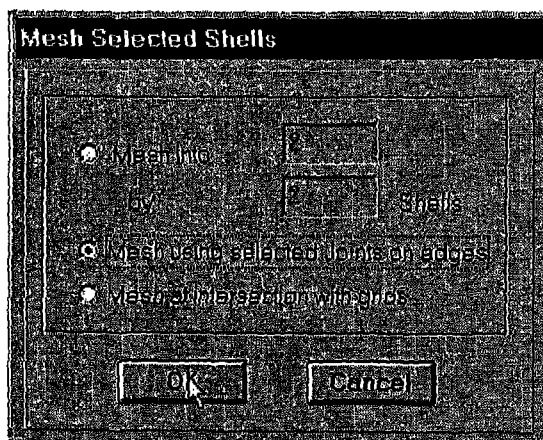 Mesh Selected Shells
Mesh into
by
Shells
Mesh using selected Joints on edges
Mesh at intersection with grids
OK
Cancel